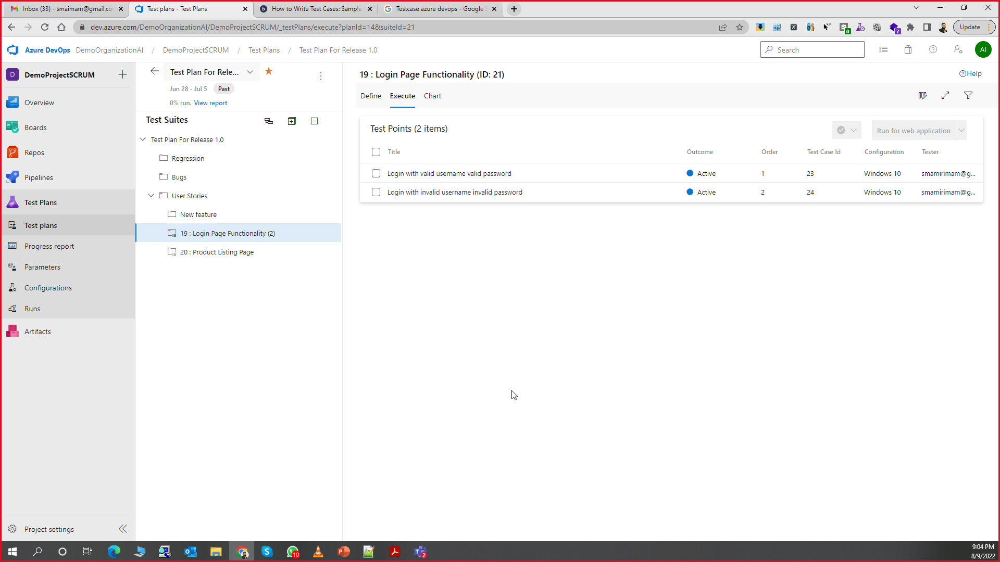 Inbox (33) - smaimam@gmail.co
Test plans - Test Plans
How to Write Test Cases: Sample
Testcase azure devops - Google S
dev.azure.com/DemoOrganizationAI/DemoProjectSCRUM/_testPlans/execute?planId=14&suiteId=21
0
7
Update
Azure DevOps
DemoOrganizationAI / DemoProjectSCRUM / Test Plans / Test Plan For Release 1.0
Search
AI
D DemoProjectSCRUM
Overview
Boards
Repos
Pipelines
Test Plans
Test plans
Progress report
Parameters
Configurations
Runs
Artifacts
Project settings
Test Plan For Rele...
Jun 28 - Jul 5 Past
0% run. View report
Test Suites
Test Plan For Release 1.0
Regression
Bugs
User Stories
New feature
19 : Login Page Functionality (2)
20 : Product Listing Page
19 : Login Page Functionality (ID: 21)
Help
Define Execute Chart
Test Points (2 items)
Run for web application
Title Outcome Order Test Case Id Configuration Tester
Login with valid username valid password Active 1 23 Windows 10 smamirimam@g...
Login with invalid username invalid password Active 2 24 Windows 10 smamirimam@g...
10
2
9:04 PM
8/9/2022